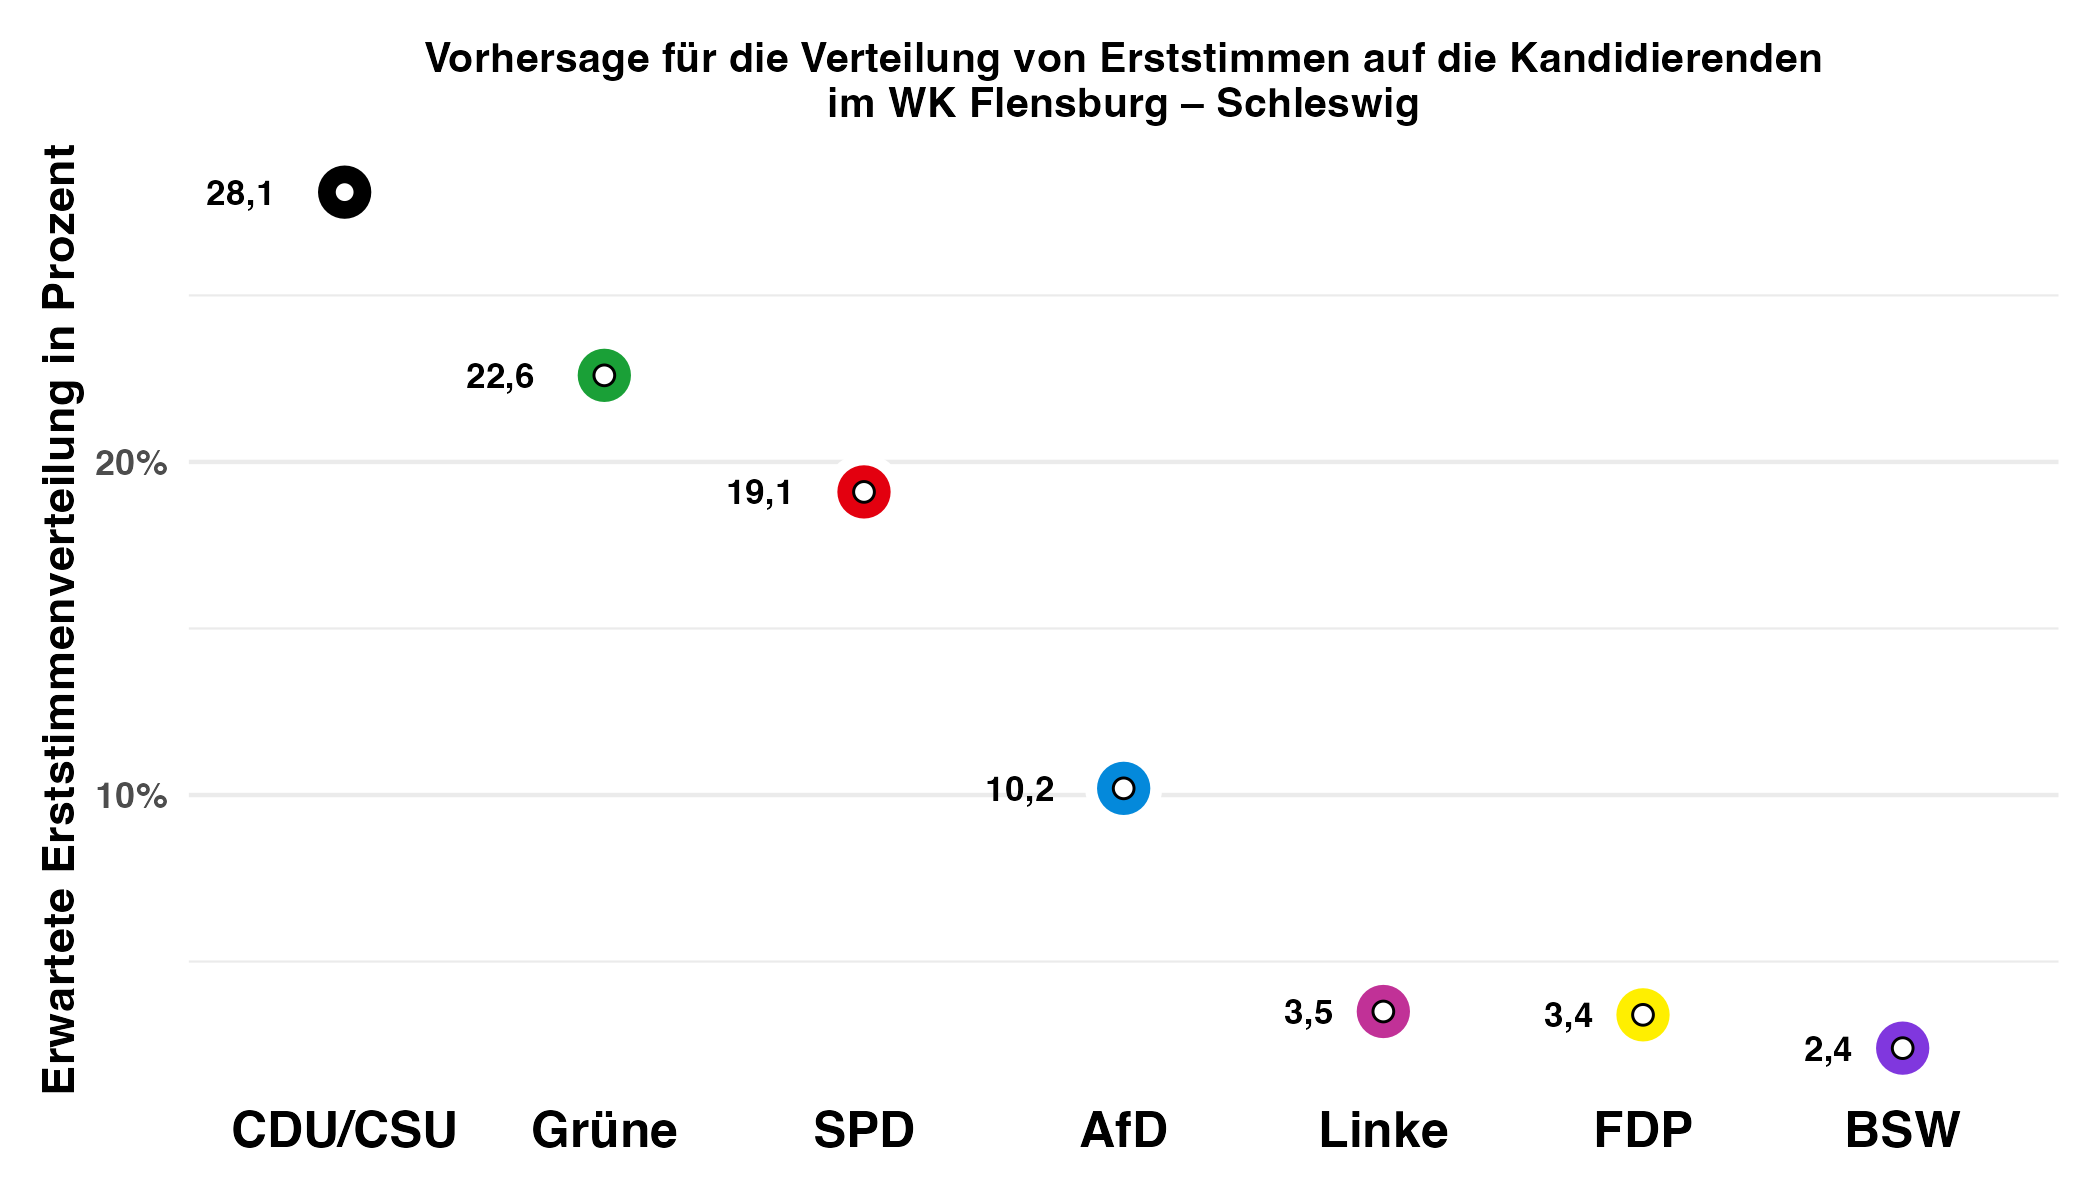 Vorhersage für die Verteilung von Erststimmen auf die Kandidierenden
im WK Flensburg – Schleswig
Erwartete Erststimmenverteilung in Prozent
28,1
22,6
20%
19,1
10%
10,2
3,5
3,4
2,4
CDU/CSU
Grüne
SPD
AfD
Linke
FDP
BSW